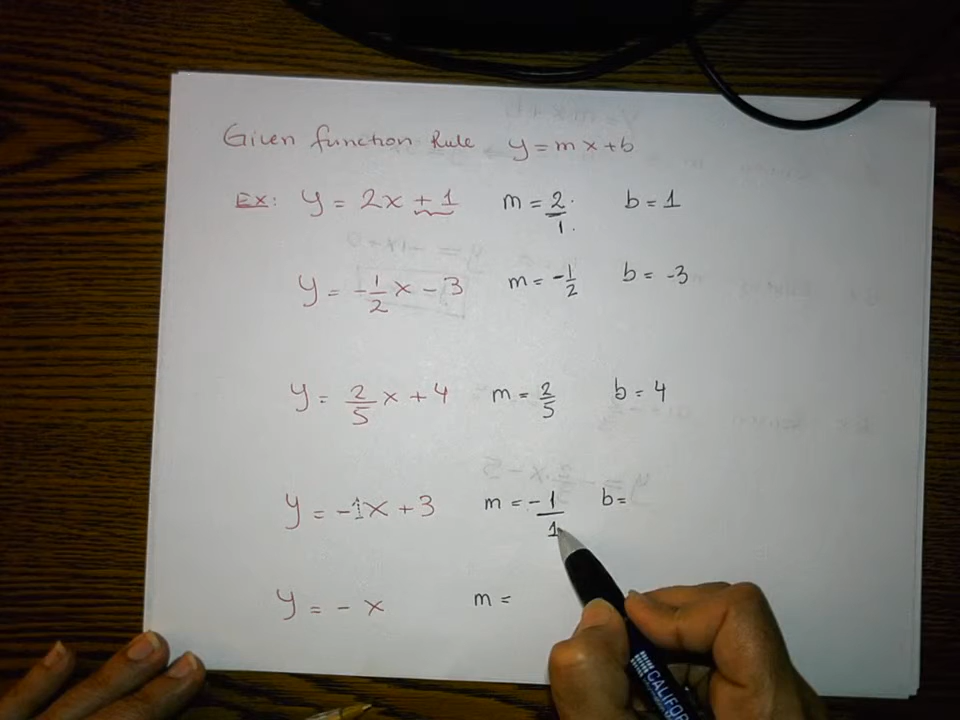 Given function Rule y = mx + b
EX: y = 2x + 1 m = 2/1. b = 1
y = -1/2 x - 3 m = -1/2 b = -3
y = 2/5 x + 4 m = 2/5 b = 4
y = -1x + 3 m = -1/1 b =
y = - x m =
CALIFOR